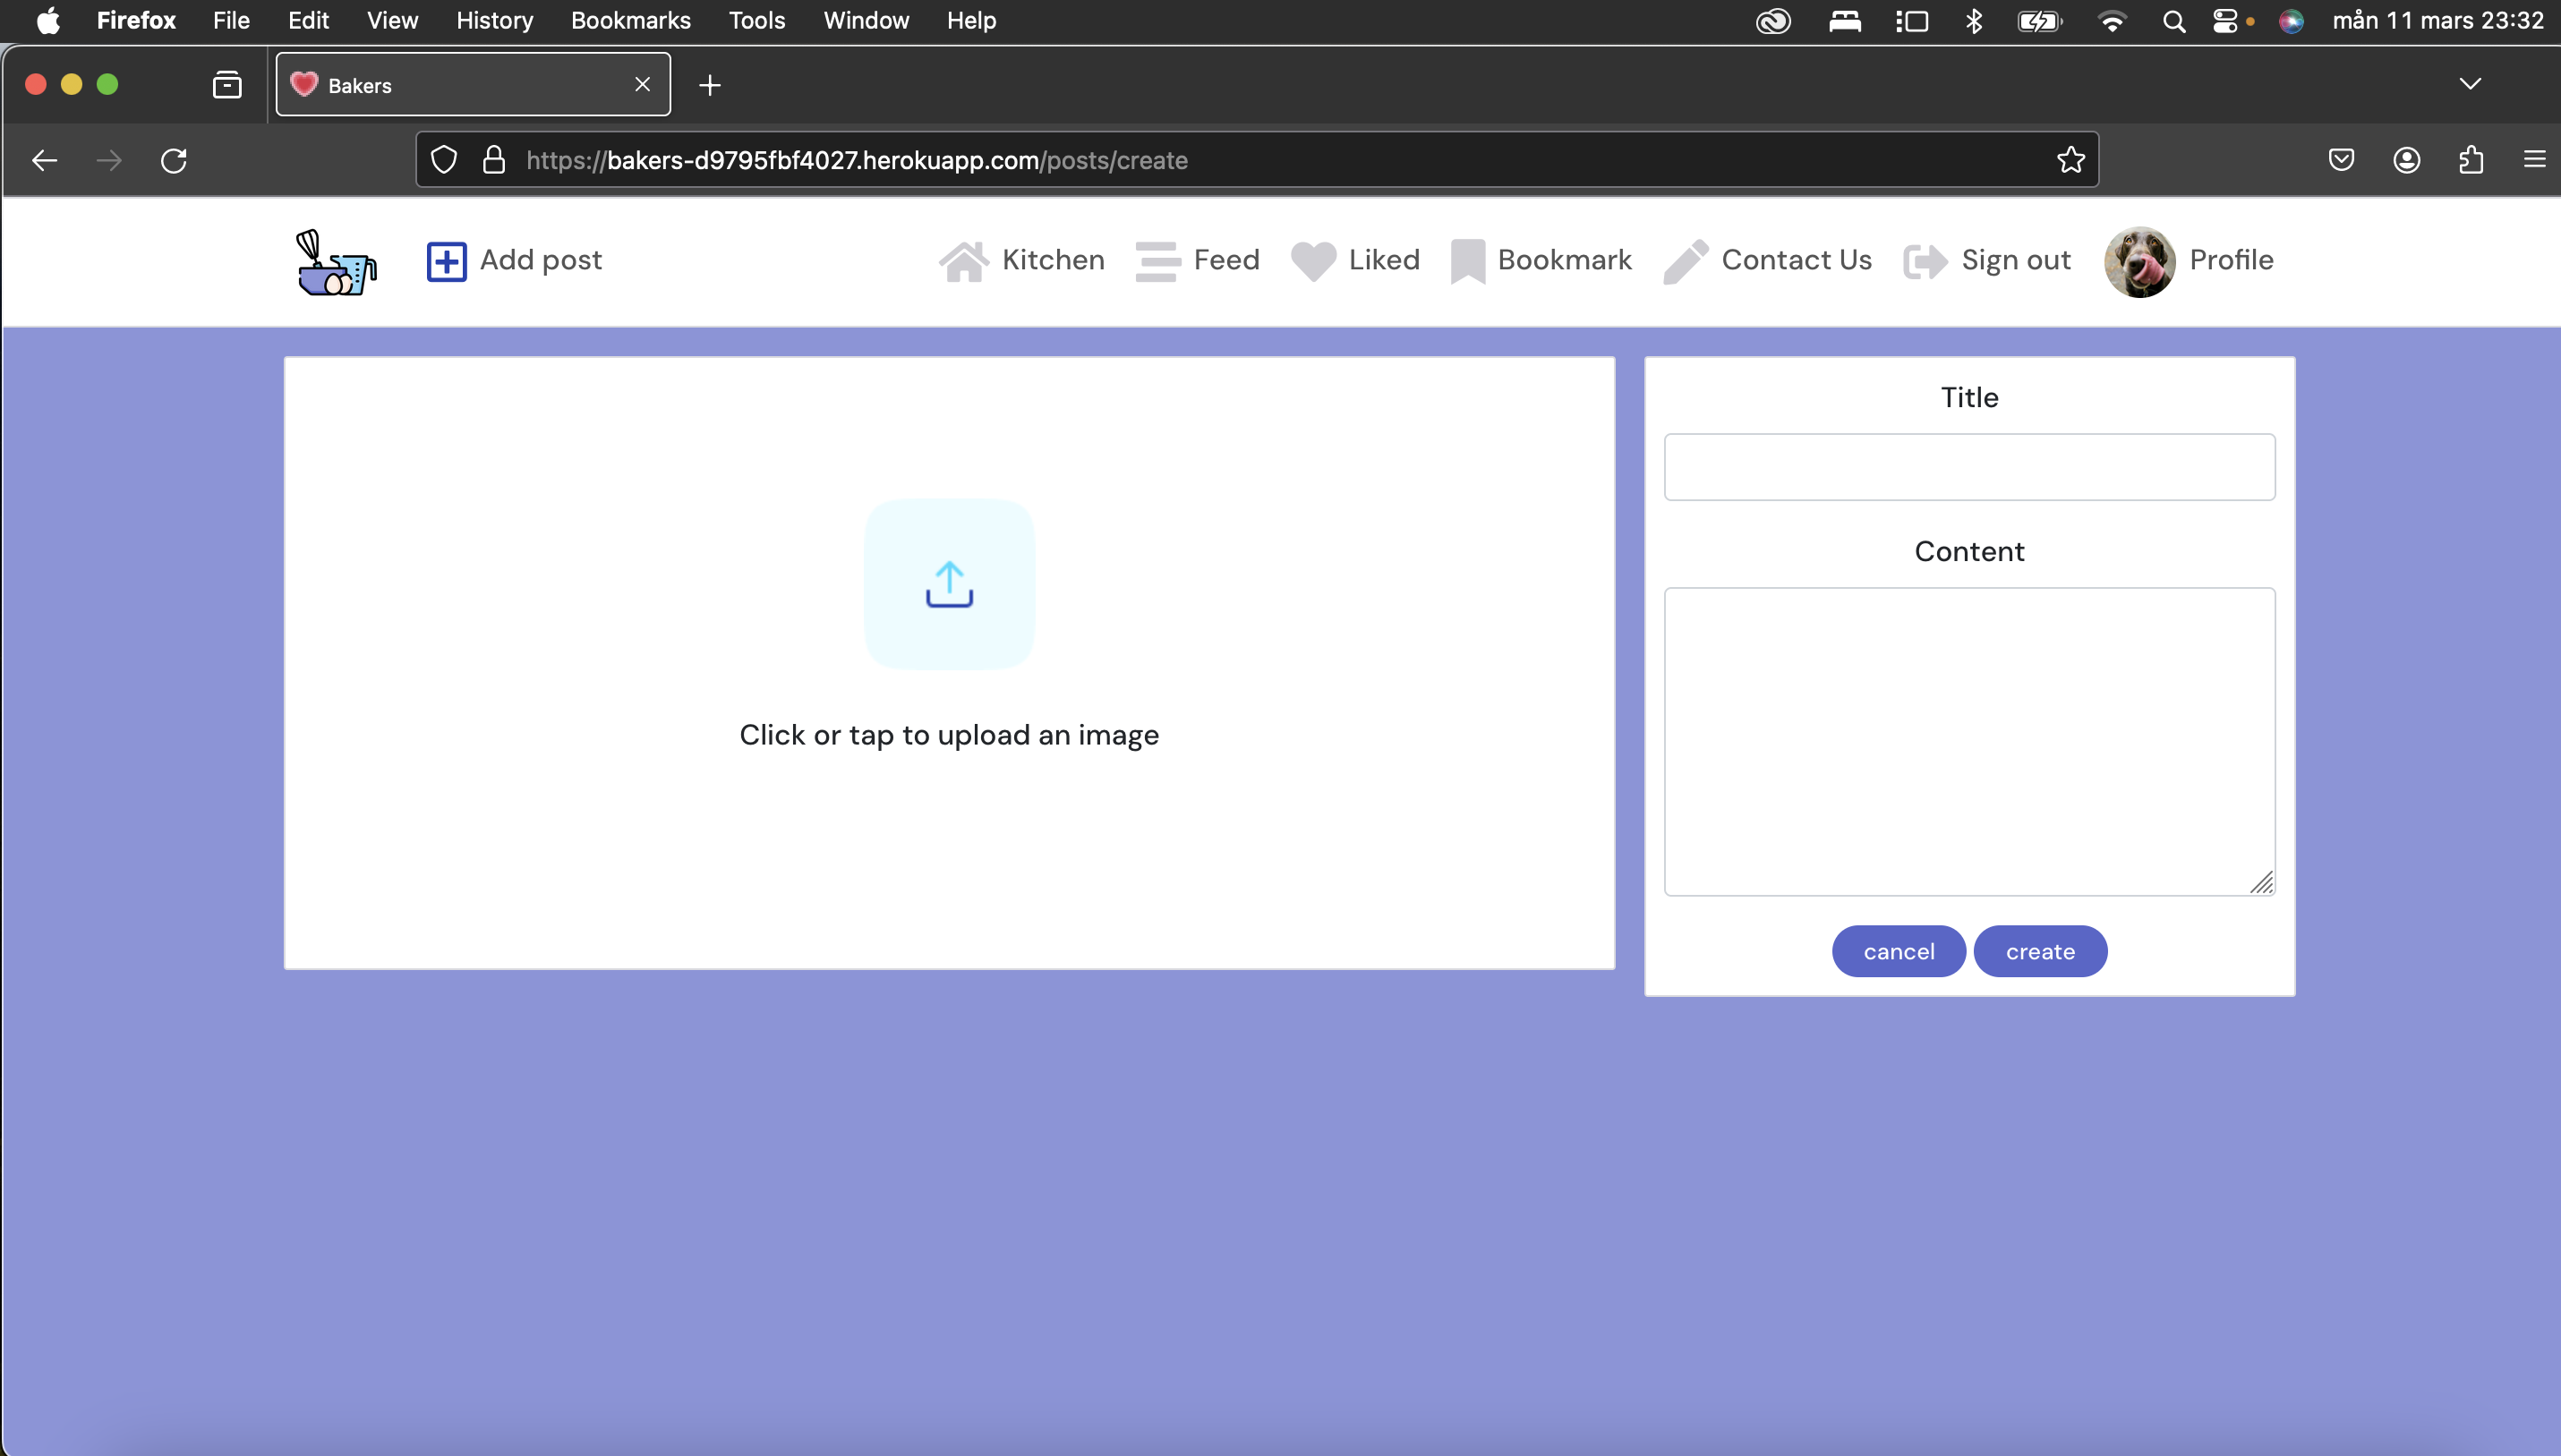 Firefox File Edit View History Bookmarks Tools Window Help mån 11 mars 23:32
Bakers
https://bakers-d9795fbf4027.herokuapp.com/posts/create
Add post Kitchen Feed Liked Bookmark Contact Us Sign out Profile
Title
Content
Click or tap to upload an image
cancel create